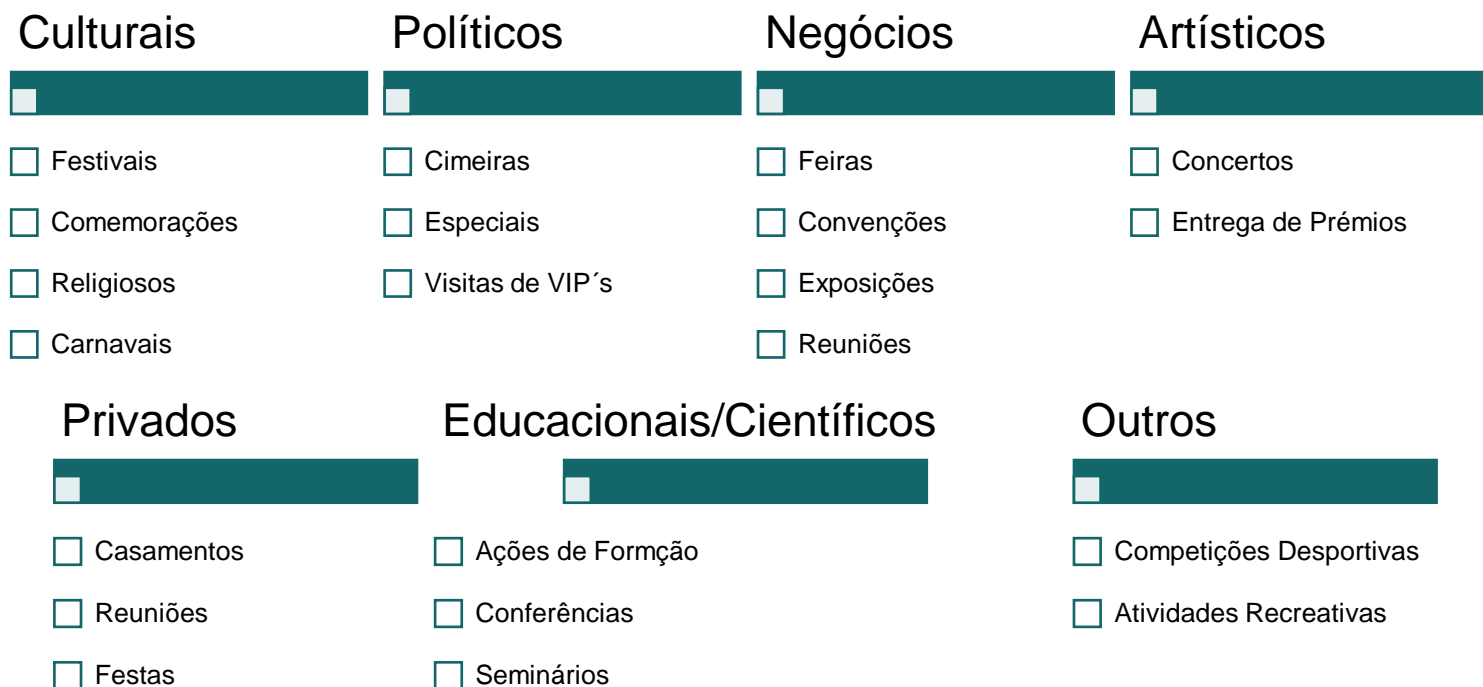 Culturais
Festivais
Comemorações
Religiosos
Carnavais
Políticos
Cimeiras
Especiais
Visitas de VIP´s
Negócios
Feiras
Convenções
Exposições
Reuniões
Artísticos
Concertos
Entrega de Prémios
Privados
Casamentos
Reuniões
Festas
Educacionais/Científicos
Ações de Formção
Conferências
Seminários
Outros
Competições Desportivas
Atividades Recreativas